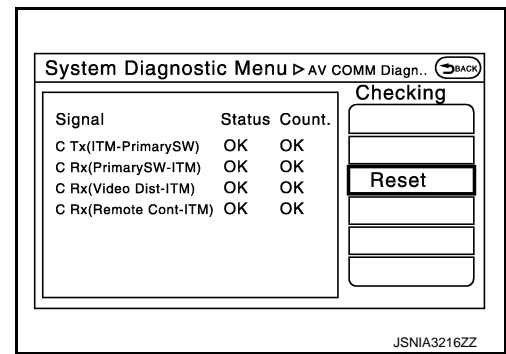 System Diagnostic Menu ▷ AV COMM Diagn.. BACK
Checking
Signal Status Count.
C Tx(ITM-PrimarySW) OK OK
C Rx(PrimarySW-ITM) OK OK
C Rx(Video Dist-ITM) OK OK
C Rx(Remote Cont-ITM) OK OK
Reset
JSNIA3216ZZ